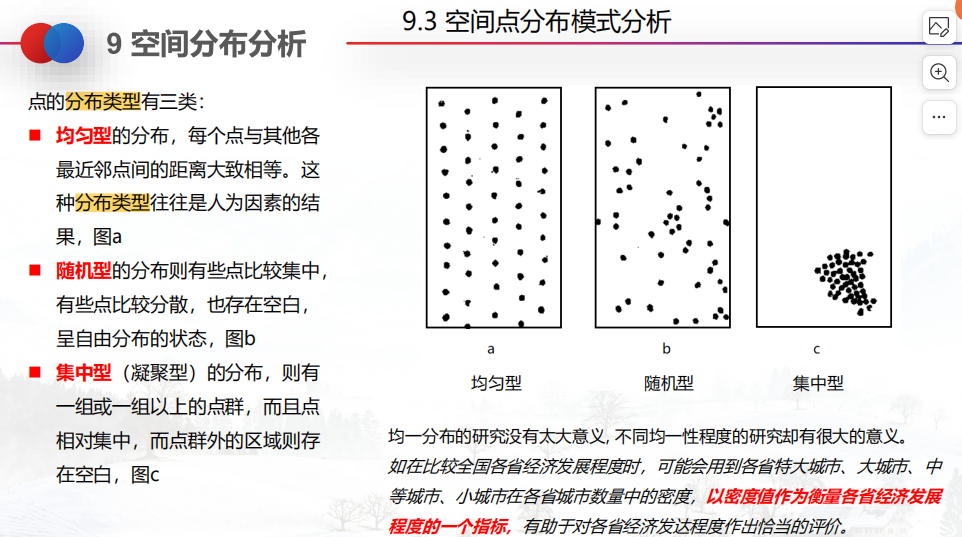 9 空间分布分析
9.3 空间点分布模式分析
点的分布类型有三类：
■ 均匀型的分布，每个点与其他各
最近邻点间的距离大致相等。这
种分布类型往往是人为因素的结
果，图a
■ 随机型的分布则有些点比较集中，
有些点比较分散，也存在空白，
呈自由分布的状态，图b
■ 集中型（凝聚型）的分布，则有
一组或一组以上的点群，而且点
相对集中，而点群外的区域则存
在空白，图c
a b c
均匀型 随机型 集中型
均一分布的研究没有太大意义, 不同均一性程度的研究却有很大的意义。
如在比较全国各省经济发展程度时，可能会用到各省特大城市、大城市、中
等城市、小城市在各省城市数量中的密度，以密度值作为衡量各省经济发展
程度的一个指标，有助于对各省经济发达程度作出恰当的评价。